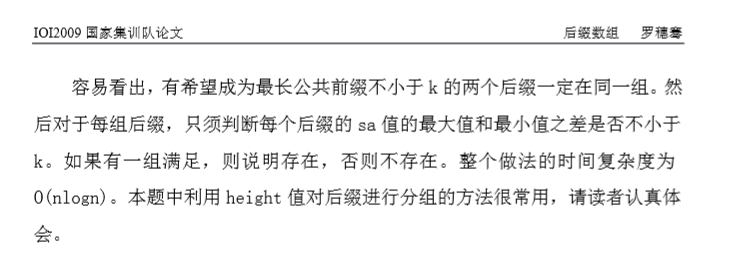 IOI2009 国家集训队论文 后缀数组 罗穗骞
容易看出，有希望成为最长公共前缀不小于 k 的两个后缀一定在同一组。然
后对于每组后缀，只须判断每个后缀的 sa 值的最大值和最小值之差是否不小于
k。如果有一组满足，则说明存在，否则不存在。整个做法的时间复杂度为
O(nlogn)。本题中利用 height 值对后缀进行分组的方法很常用，请读者认真体
会。